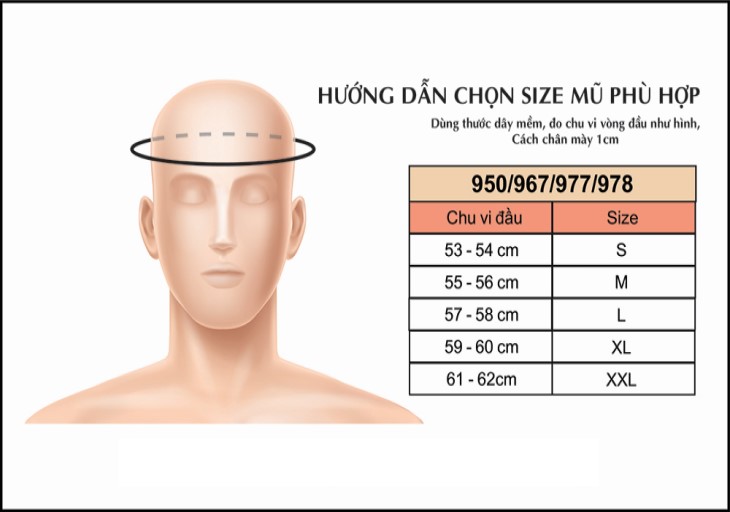 HƯỚNG DẪN CHỌN SIZE MŨ PHÙ HỢP
Dùng thước dây mềm, đo chu vi vòng đầu như hình,
Cách chân mày 1cm
950/967/977/978
Chu vi đầu Size
53 - 54 cm S
55 - 56 cm M
57 - 58 cm L
59 - 60 cm XL
61 - 62cm XXL